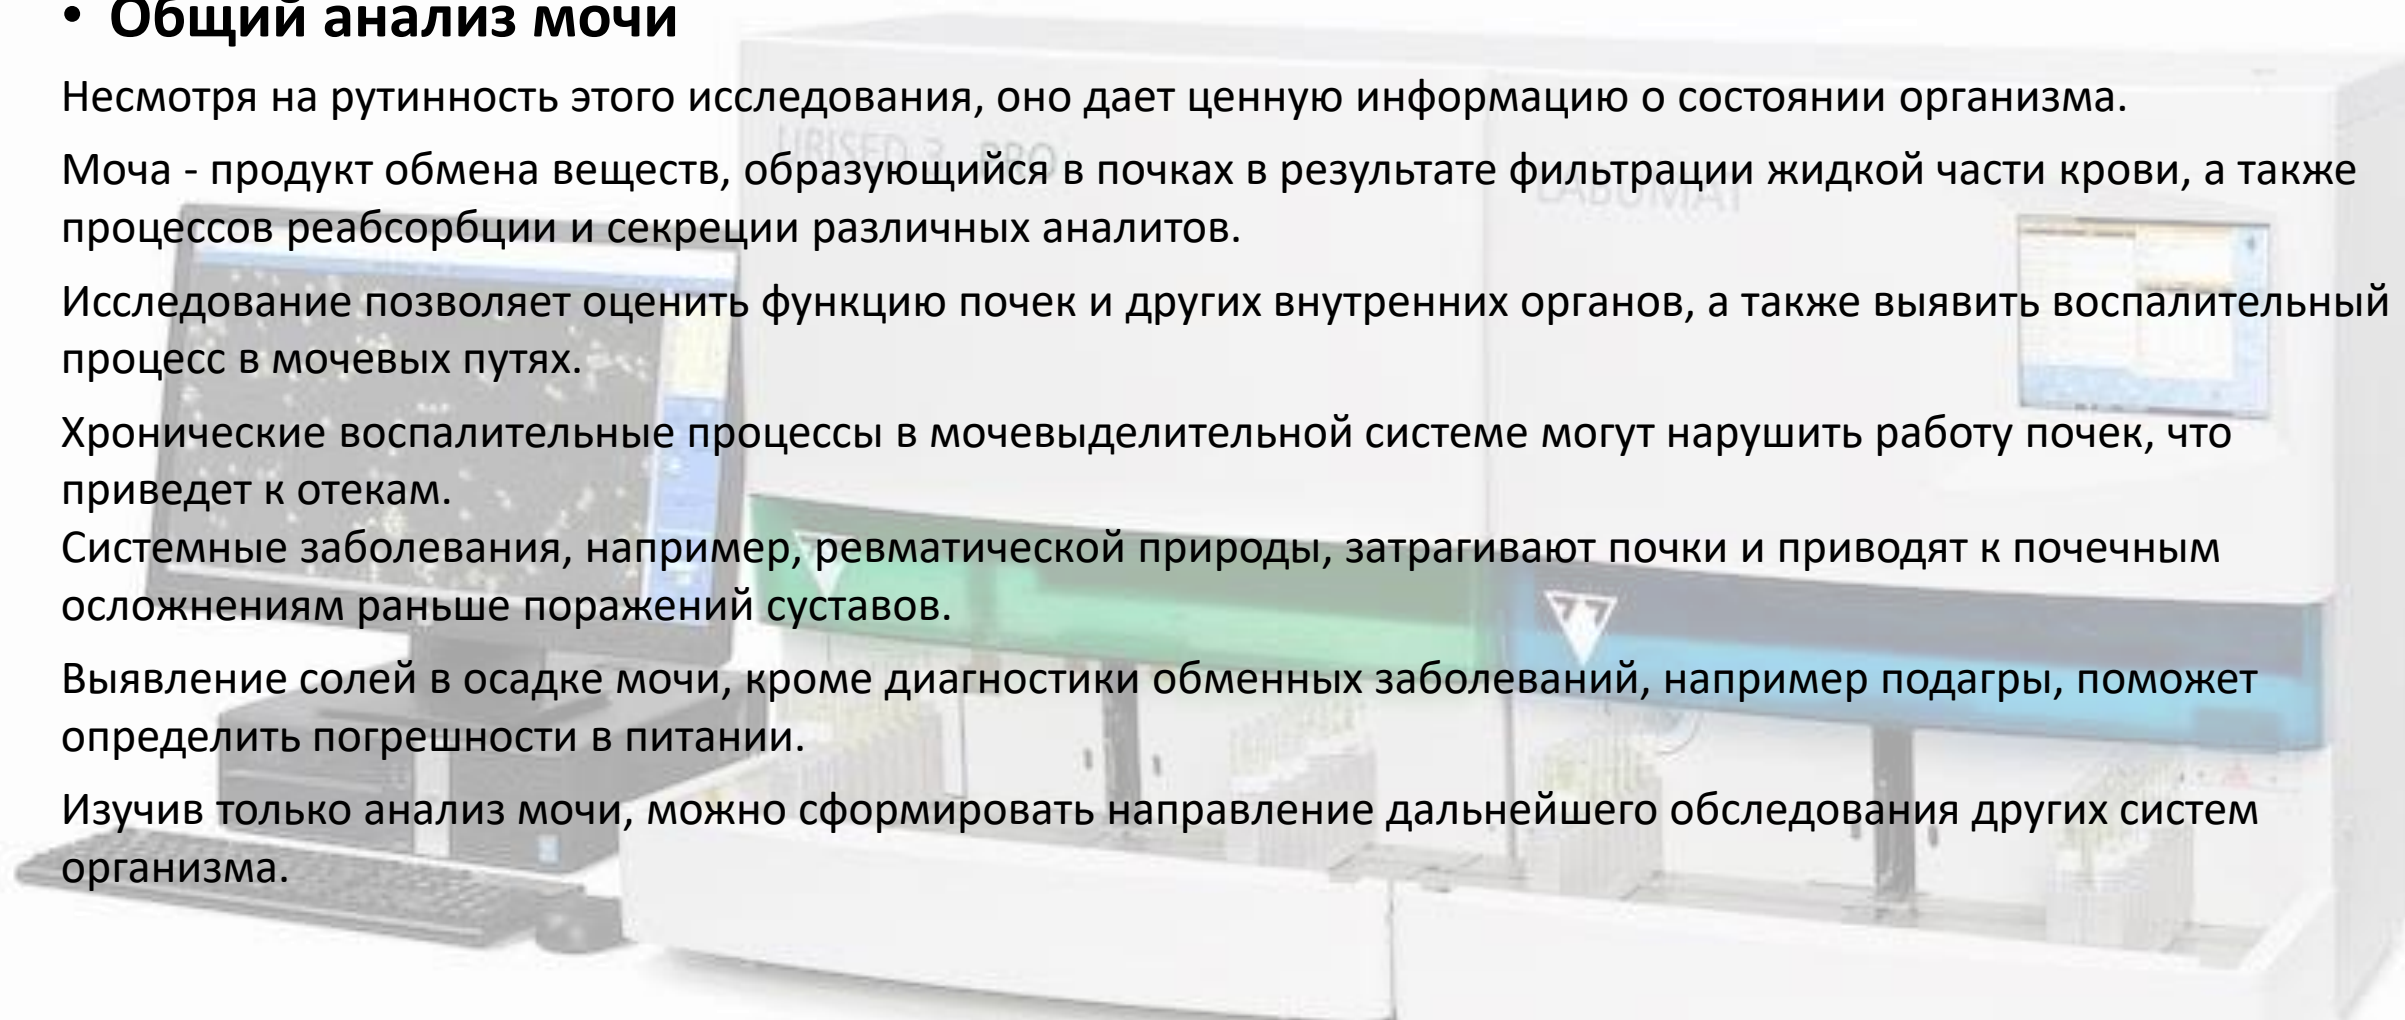 • Общий анализ мочи
Несмотря на рутинность этого исследования, оно дает ценную информацию о состоянии организма.
Моча - продукт обмена веществ, образующийся в почках в результате фильтрации жидкой части крови, а также
процессов реабсорбции и секреции различных аналитов.
Исследование позволяет оценить функцию почек и других внутренних органов, а также выявить воспалительный
процесс в мочевых путях.
Хронические воспалительные процессы в мочевыделительной системе могут нарушить работу почек, что
приведет к отекам.
Системные заболевания, например, ревматической природы, затрагивают почки и приводят к почечным
осложнениям раньше поражений суставов.
Выявление солей в осадке мочи, кроме диагностики обменных заболеваний, например подагры, поможет
определить погрешности в питании.
Изучив только анализ мочи, можно сформировать направление дальнейшего обследования других систем
организма.
URISED 3 PRO
LABUMAT
77